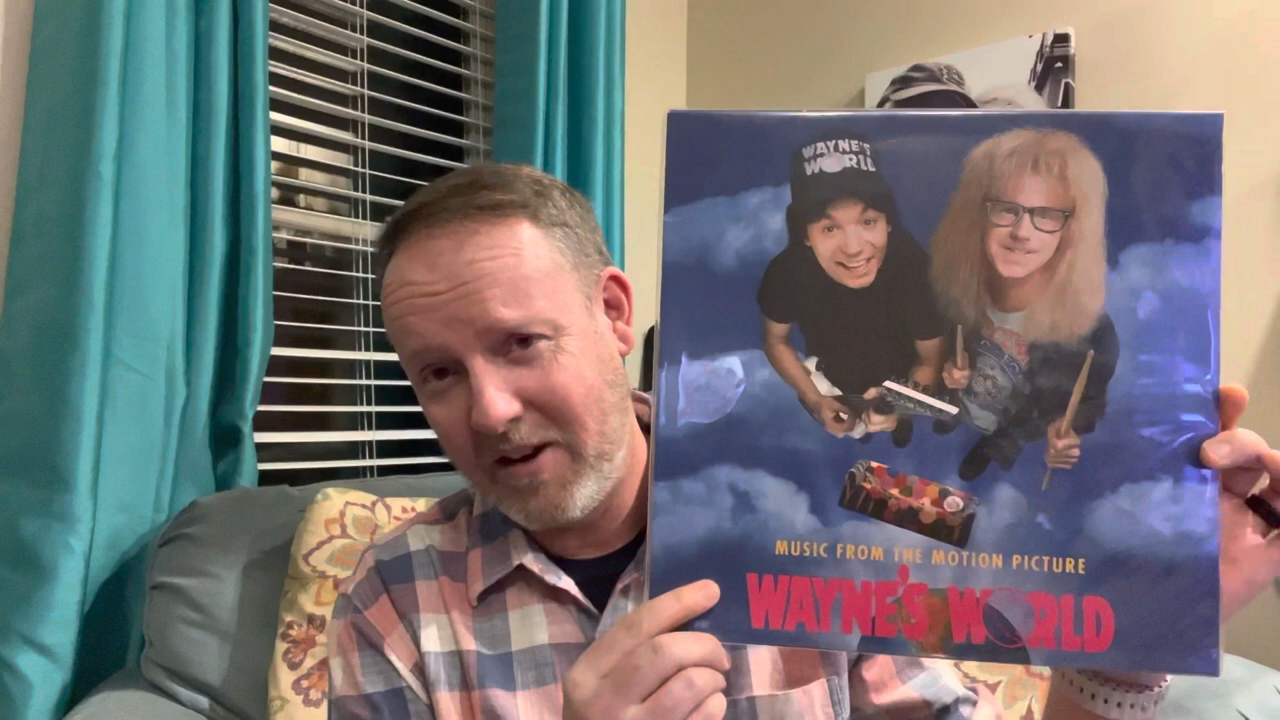 WAYNE'S
WORLD
MUSIC FROM THE MOTION PICTURE
WAYNE'S WORLD